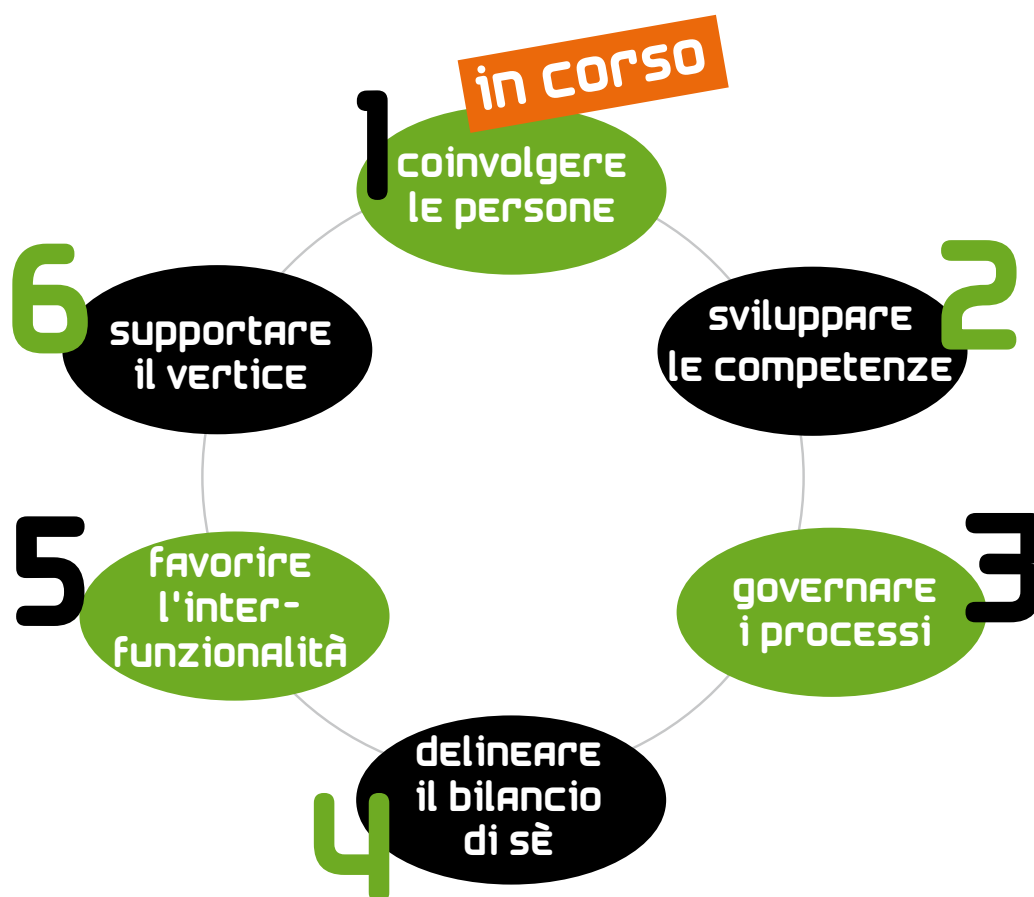 in corso
1
coinvolgere
le persone
2
sviluppare
le competenze
3
governare
i processi
4
delineare
il bilancio
di sè
5
favorire
l'inter-
funzionalità
6
supportare
il vertice